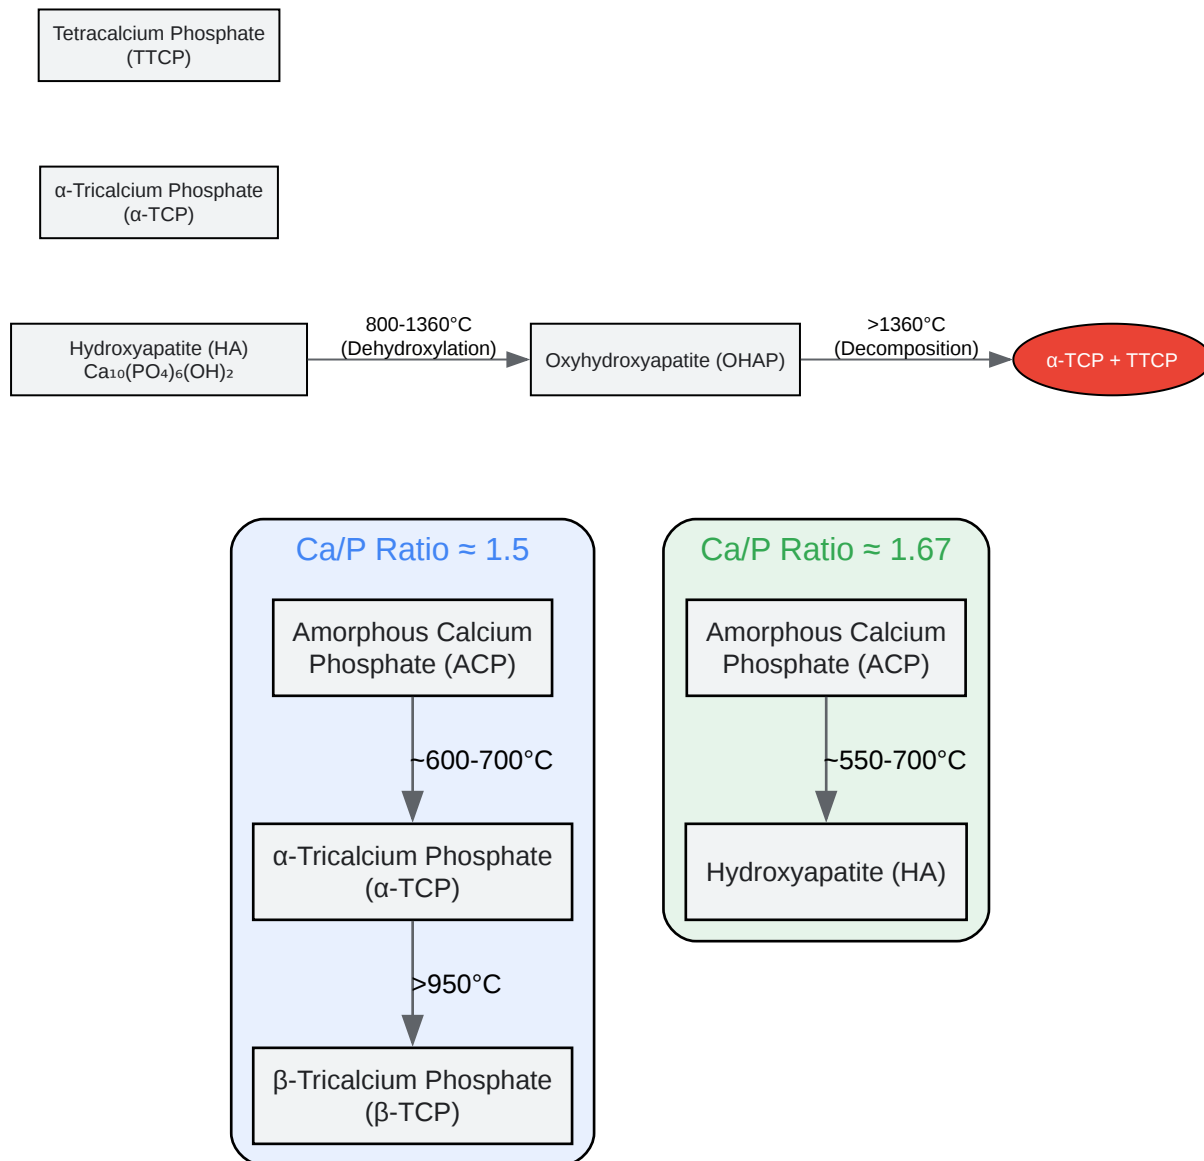 Tetracalcium Phosphate
(TTCP)
α-Tricalcium Phosphate
(α-TCP)
Hydroxyapatite (HA)
Ca₁₀(PO₄)₆(OH)₂
800-1360°C
(Dehydroxylation)
Oxyhydroxyapatite (OHAP)
>1360°C
(Decomposition)
α-TCP + TTCP
Ca/P Ratio ≈ 1.5
Amorphous Calcium
Phosphate (ACP)
~600-700°C
α-Tricalcium Phosphate
(α-TCP)
>950°C
β-Tricalcium Phosphate
(β-TCP)
Ca/P Ratio ≈ 1.67
Amorphous Calcium
Phosphate (ACP)
~550-700°C
Hydroxyapatite (HA)